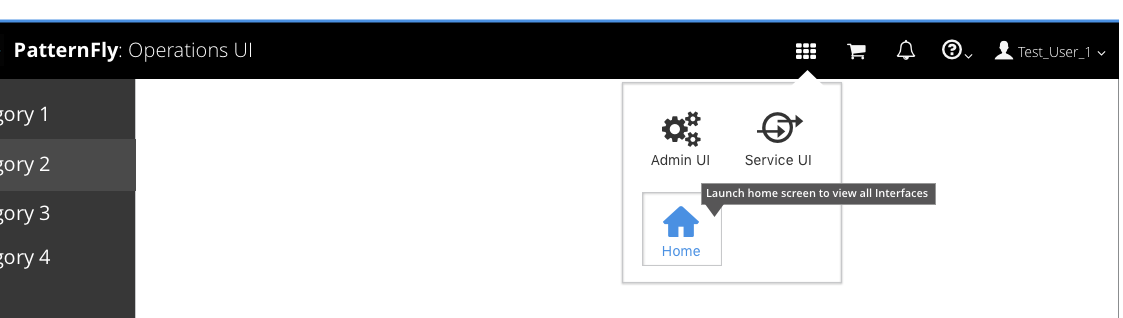 PatternFly: Operations UI
Test_User_1
gory 1
gory 2
gory 3
gory 4
Admin UI
Service UI
Launch home screen to view all Interfaces
Home